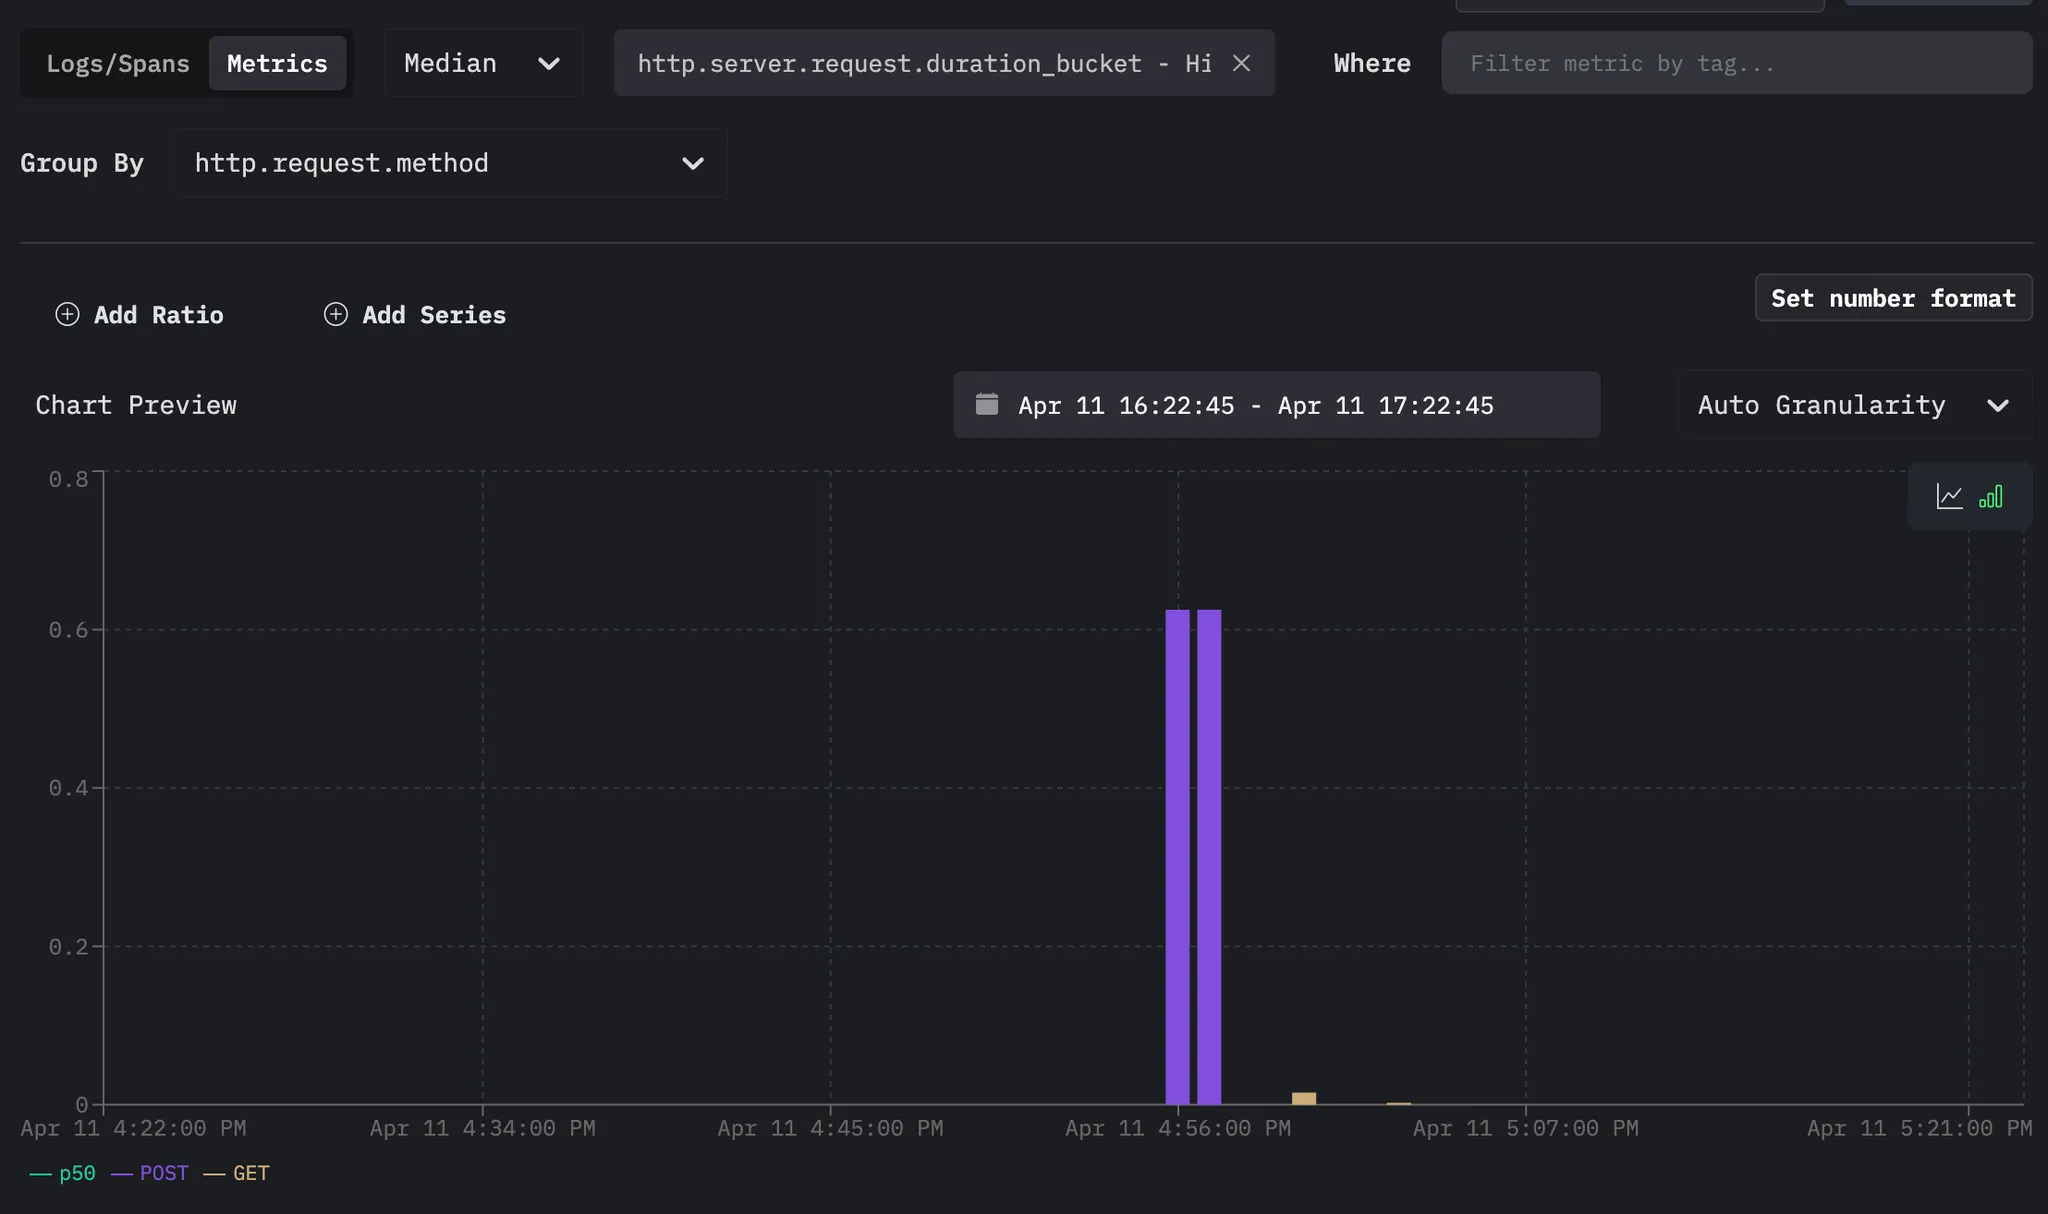 Logs/Spans Metrics Median http.server.request.duration_bucket - Hi Where Filter metric by tag...
Group By http.request.method
Set number format
Add Ratio Add Series
Chart Preview Apr 11 16:22:45 - Apr 11 17:22:45 Auto Granularity
0.8
0.6
0.4
0.2
0
Apr 11 4:22:00 PM Apr 11 4:34:00 PM Apr 11 4:45:00 PM Apr 11 4:56:00 PM Apr 11 5:07:00 PM Apr 11 5:21:00 PM
p50 POST GET